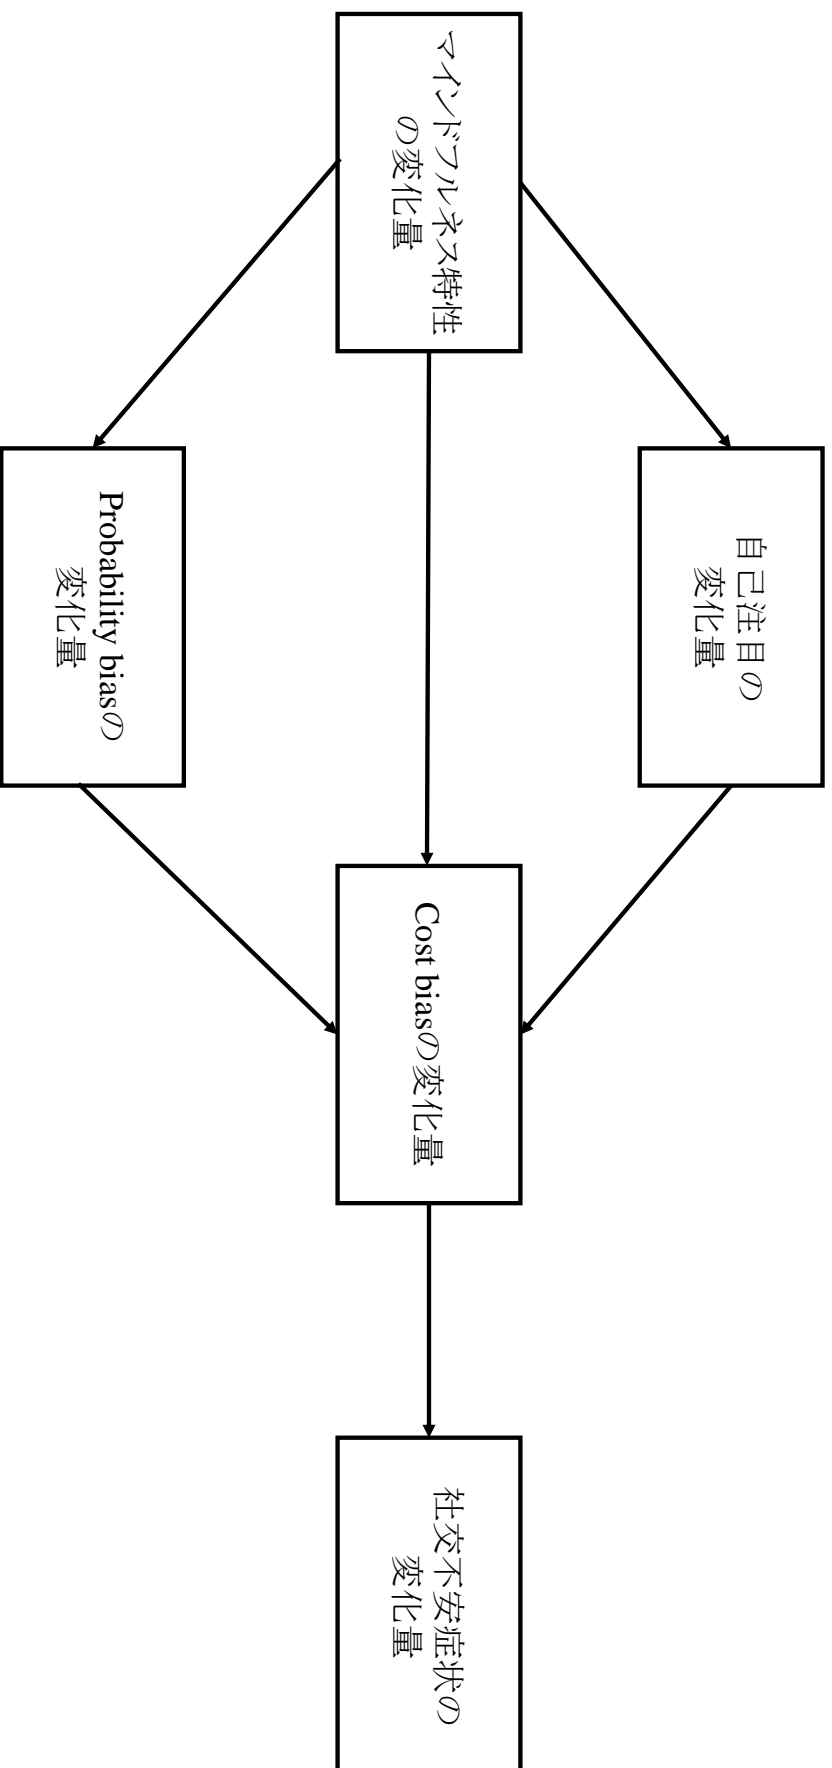 マインドフルネス特性
の変化量
自己注目の
変化量
Probability biasの
変化量
Cost biasの変化量
社交不安症状の
変化量